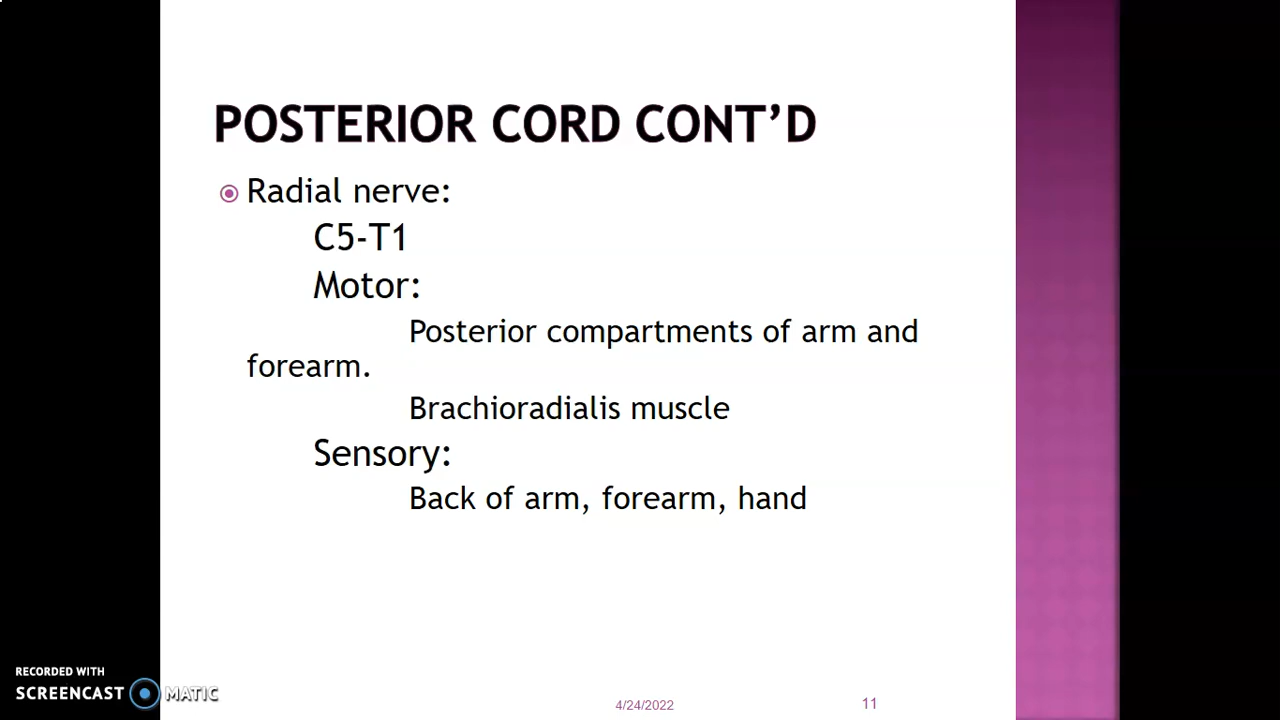 POSTERIOR CORD CONT’D
Radial nerve:
C5-T1
Motor:
Posterior compartments of arm and
forearm.
Brachioradialis muscle
Sensory:
Back of arm, forearm, hand
RECORDED WITH
SCREENCAST MATIC
4/24/2022
11